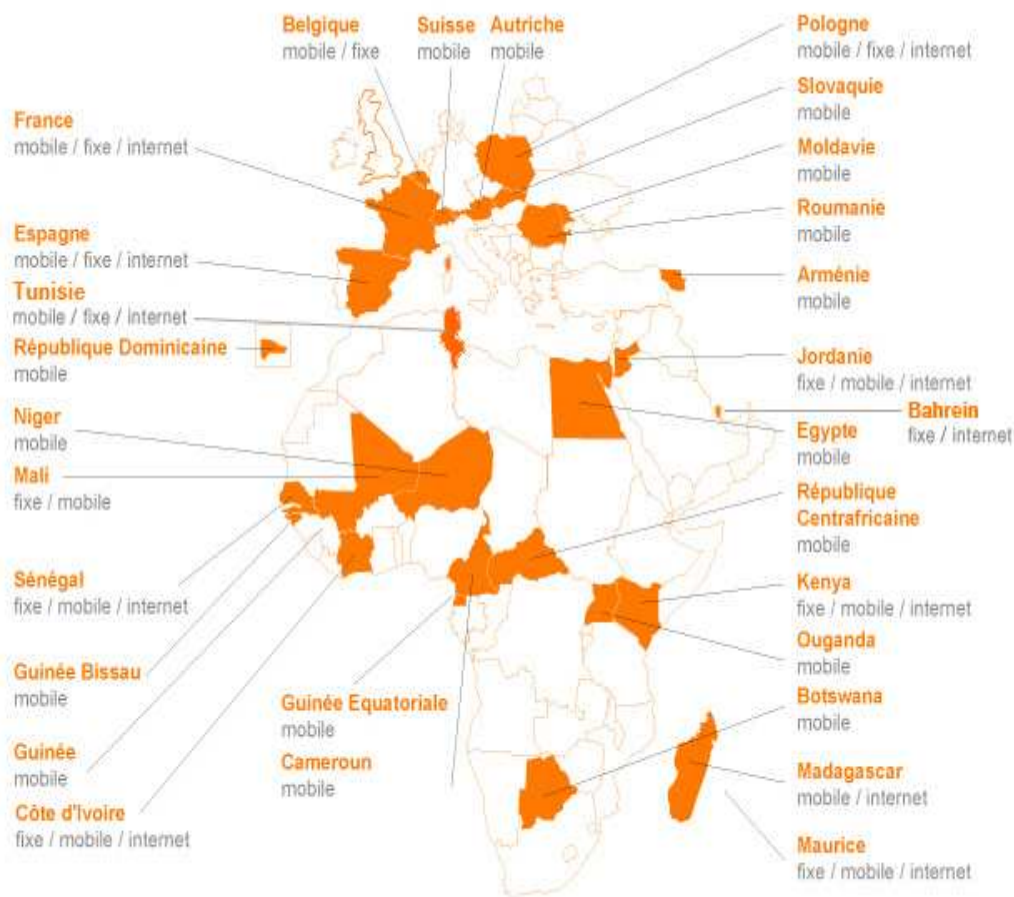 Belgique
mobile / fixe
Suisse
mobile
Autriche
mobile
Pologne
mobile / fixe / internet
Slovaquie
mobile
France
mobile / fixe / internet
Moldavie
mobile
Roumanie
mobile
Espagne
mobile / fixe / internet
Arménie
mobile
Tunisie
mobile / fixe / internet
République Dominicaine
mobile
Jordanie
fixe / mobile / internet
Bahrein
fixe / internet
Niger
mobile
Egypte
mobile
Mali
fixe / mobile
République
Centrafricaine
mobile
Sénégal
fixe / mobile / internet
Kenya
fixe / mobile / internet
Ouganda
mobile
Guinée Bissau
mobile
Guinée Equatoriale
mobile
Botswana
mobile
Guinée
mobile
Cameroun
mobile
Madagascar
mobile / internet
Côte d'Ivoire
fixe / mobile / internet
Maurice
fixe / mobile / internet